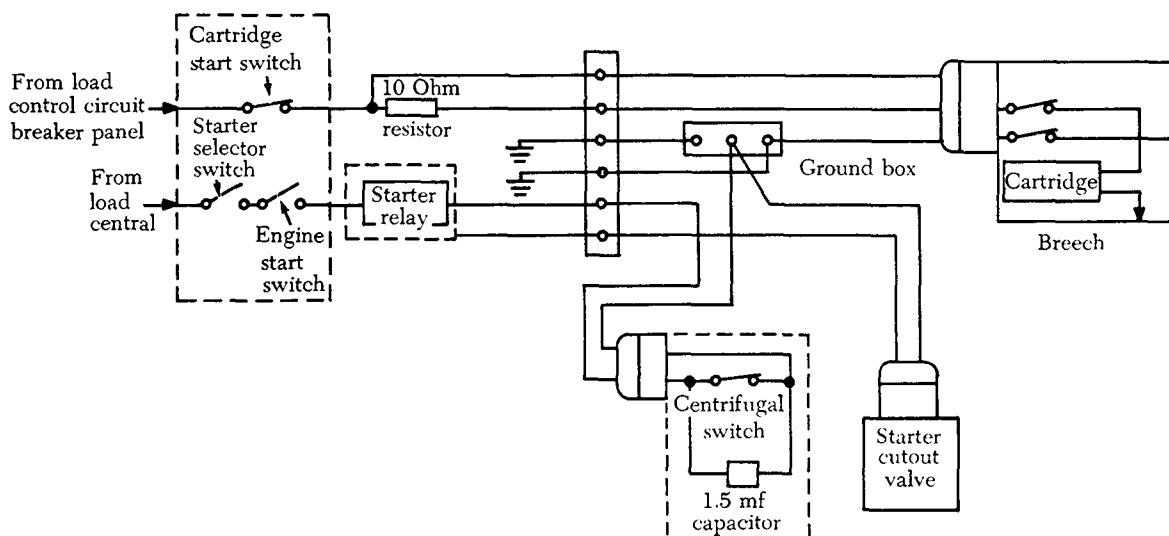 Cartridge
start switch
From load
control circuit
breaker panel
10 Ohm
resistor
Starter
selector
switch
From
load
central
Engine
start
switch
Starter
relay
Ground box
Cartridge
Breech
Centrifugal
switch
1.5 mf
capacitor
Starter
cutout
valve